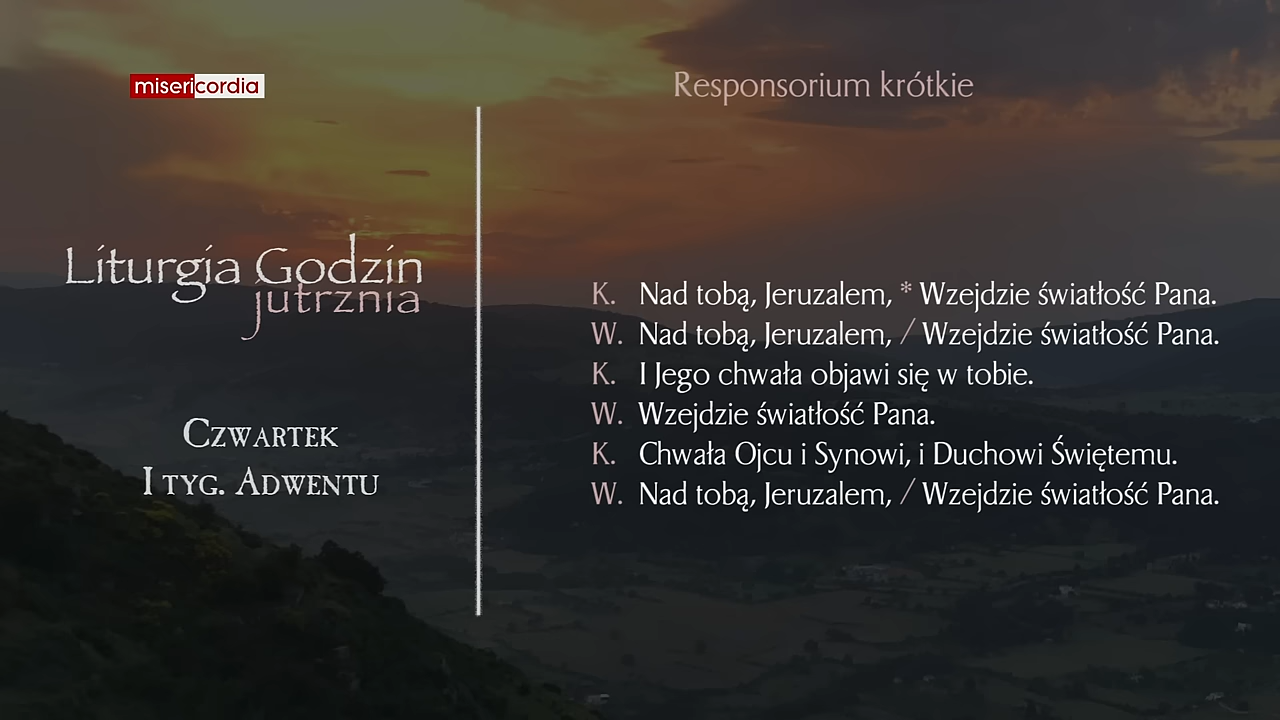 misericordia
Responsorium krótkie
Liturgia Godzin
jutrznia
Czwartek
I tyg. Adwentu
K. Nad tobą, Jeruzalem, * Wzejdzie światłość Pana.
W. Nad tobą, Jeruzalem, / Wzejdzie światłość Pana.
K. I Jego chwała objawi się w tobie.
W. Wzejdzie światłość Pana.
K. Chwała Ojcu i Synowi, i Duchowi Świętemu.
W. Nad tobą, Jeruzalem, / Wzejdzie światłość Pana.